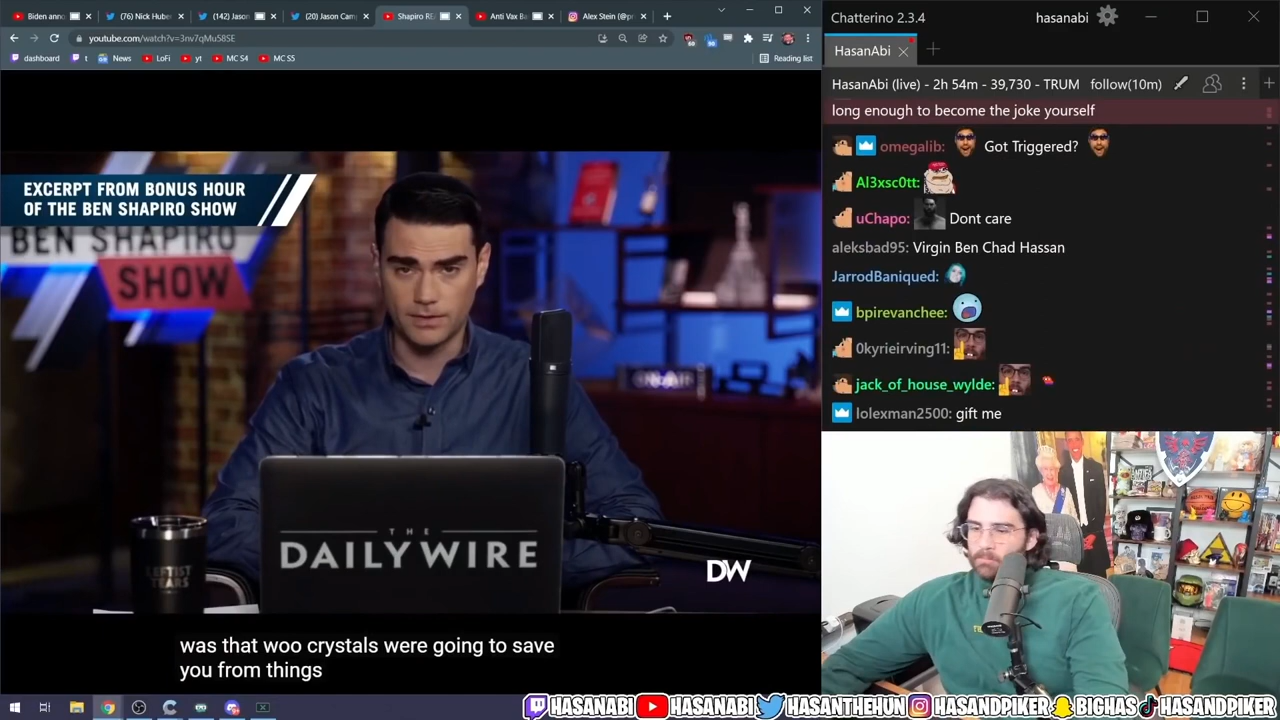 Biden anno
(76) Nick Hube
(142) Jason
(20) Jason Cam
Shapiro RE
Anti Vax Ba
Alex Stein (@pr
youtube.com/watch?v=3nv7qMu58SE
dashboard
t
News
LoFi
yt
MC S4
MC S5
Reading list
EXCERPT FROM BONUS HOUR
OF THE BEN SHAPIRO SHOW
BEN SHAPIRO
SHOW
ON AIR
LEFTIST
TEARS
THE
DAILY WIRE
DW
was that woo crystals were going to save
you from things
Chatterino 2.3.4
hasanabi
HasanAbi
HasanAbi (live) - 2h 54m - 39,730 - TRUM
follow(10m)
long enough to become the joke yourself
omegalib: Got Triggered?
Al3xsc0tt:
uChapo: Dont care
aleksbad95: Virgin Ben Chad Hassan
JarrodBaniqued:
bpirevanchee:
0kyrieirving11:
jack_of_house_wylde:
lolexman2500: gift me
HASANABI
HASANABI
HASANTHEHUN
HASANDPIKER
BIGHAS
HASANDPIKER